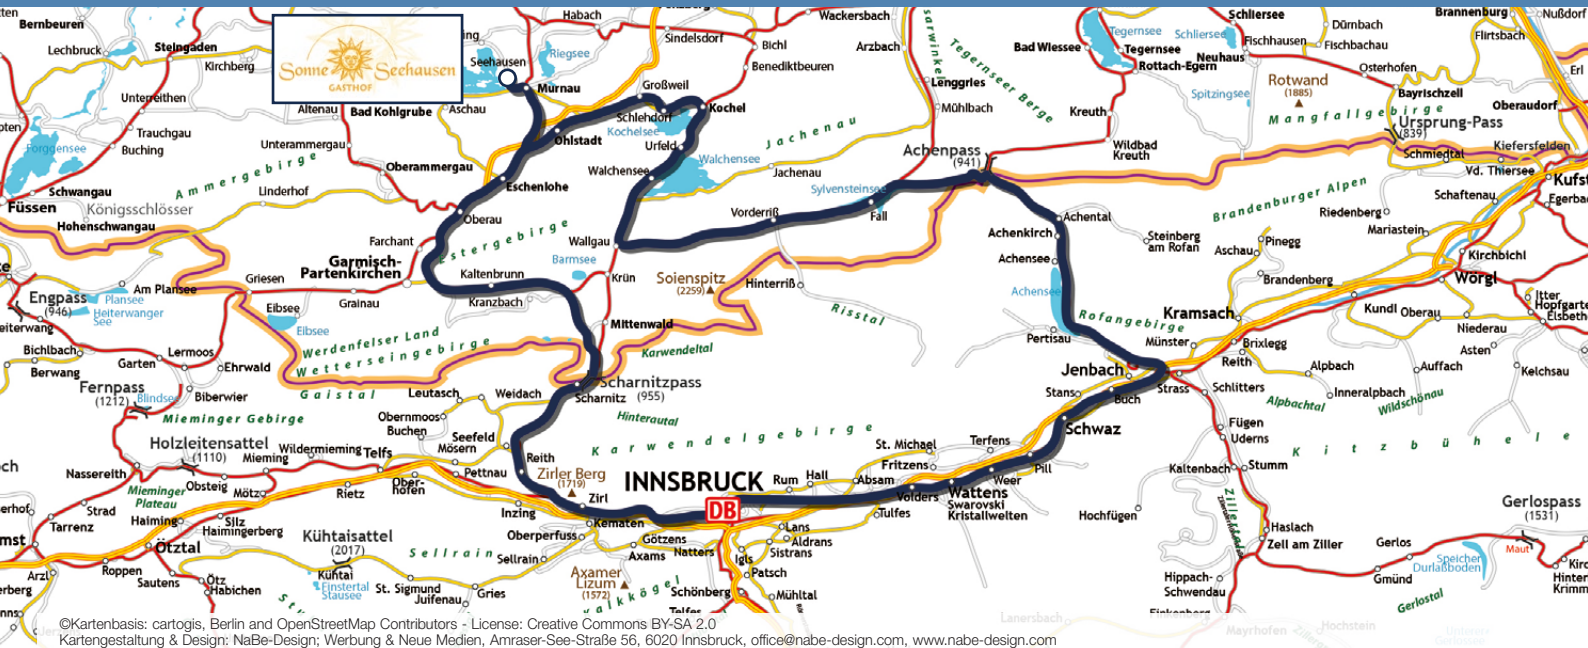 Bernbeuren
Lechbruck
Steingaden
Kirchberg
Unterreithen
Trauchgau
Buching
Forggensee
Schwangau
Füssen
Königsschlösser
Hohenschwangau
Ammergebirge
Linderhof
Unterammergau
Oberammergau
Altenau
Bad Kohlgrube
Aschau
Sonne Seehausen
GASTHOF
Seehausen
Murnau
Riegsee
Habach
Sindelsdorf
Bichl
Benediktbeuren
Großweil
Schlehdorf
Kochel
Kochelsee
Ohlstadt
Urfeld
Walchensee
Walchensee
Eschenlohe
Oberau
Estergebirge
Farchant
Garmisch-
Partenkirchen
Wallgau
Barmsee
Krün
Kaltenbrunn
Kranzbach
Griesen
Grainau
Eibsee
Eibsee
Am Plansee
Plansee
Heiterwanger
See
Engpass
(946)
eiterwang
Bichlbach
Berwang
Lermoos
Garten
Ehrwald
Fernpass
(1212)
Blindsee
Biberwier
Mieminger Gebirge
Holzleitensattel
(1110)
Wildermieming
Mieming
Telfs
Nassereith
Obsteig
Mötz
Mieminger
Plateau
Strad
Tarrenz
Haiming
Silz
Haimingerberg
Rietz
Ober-
hofen
Ötztal
Roppen
Sautens
Ötz
Habichen
Arzl
Kühtaisattel
(2017)
Kühtai
Finstertal
Stausee
Sellrain
St. Sigmund
Juifenau
Gries
Sellrain
Werdenfelser Land
Wettersteingebirge
Gaistal
Leutasch
Weidach
Obernmoos
Buchen
Seefeld
Mösern
Pettnau
Reith
Zirler Berg
(1719)
Zirl
Inzing
Kematen
Oberperfuss
Götzens
Axams
Natters
Axamer
Lizum
(1572)
Kalkkögel
Mittenwald
Karwendeltal
Scharnitzpass
(955)
Scharnitz
Hinterautal
Karwendelgebirge
Soienspitz
(2259)
Vorderriß
Hinterriß
Risstal
INNSBRUCK
DB
Rum
Hall
Absam
St. Michael
Fritzens
Terfens
Volders
Wattens
Swarovski
Kristallwelten
Weer
Pill
Tulfes
Lans
Aldrans
Sistrans
Igls
Patsch
Schönberg
Mühltal
Telfes
Wackersbach
Arzbach
Lenggries
Mühlbach
Tegernseer Berge
Jachenau
Jachenau
Sylvensteinsee
Fall
Achenpass
(941)
Achental
Achenkirch
Achensee
Achensee
Pertisau
Rofangebirge
Steinberg
am Rofan
Jenbach
Stans
Buch
Schwaz
Strass
Schlitters
Fügen
Uderns
Kaltenbach
Stumm
Hochfügen
Zillertal
Haslach
Zell am Ziller
Hippach-
Schwendau
Finkenberg
Lanersbach
Mayrhofen
Hochstein
Gerlos
Gmünd
Gerlostal
Speicher
Durlaßboden
Maut
Gerlospass
(1531)
Bad Wiessee
Tegernsee
Tegernsee
Rottach-Egern
Kreuth
Wildbad
Kreuth
Schliersee
Schliersee
Neuhaus
Fischhausen
Fischbachau
Dürnbach
Spitzingsee
Rotwand
(1885)
Osterhofen
Bayrischzell
Mangfallgebirge
Ursprung-Pass
(839)
Brannenburg
Flirtsbach
Nußdorf
Erl
Oberaudorf
Kiefersfelden
Schmiedtal
Vd. Thiersee
Schaftenau
Brandenburger Alpen
Riedenberg
Mariastein
Kirchbichl
Wörgl
Pinegg
Aschau
Brandenberg
Kramsach
Münster
Brixlegg
Reith
Kundl
Oberau
Niederau
Itter
Asten
Alpbach
Auffach
Kelchsau
Inneralpbach
Alpbachtal
Wildschönau
Kitzbühele
©Kartenbasis: cartogis, Berlin and OpenStreetMap Contributors - License: Creative Commons BY-SA 2.0
Kartengestaltung & Design: NaBe-Design; Werbung & Neue Medien, Amraser-See-Straße 56, 6020 Innsbruck, office@nabe-design.com, www.nabe-design.com